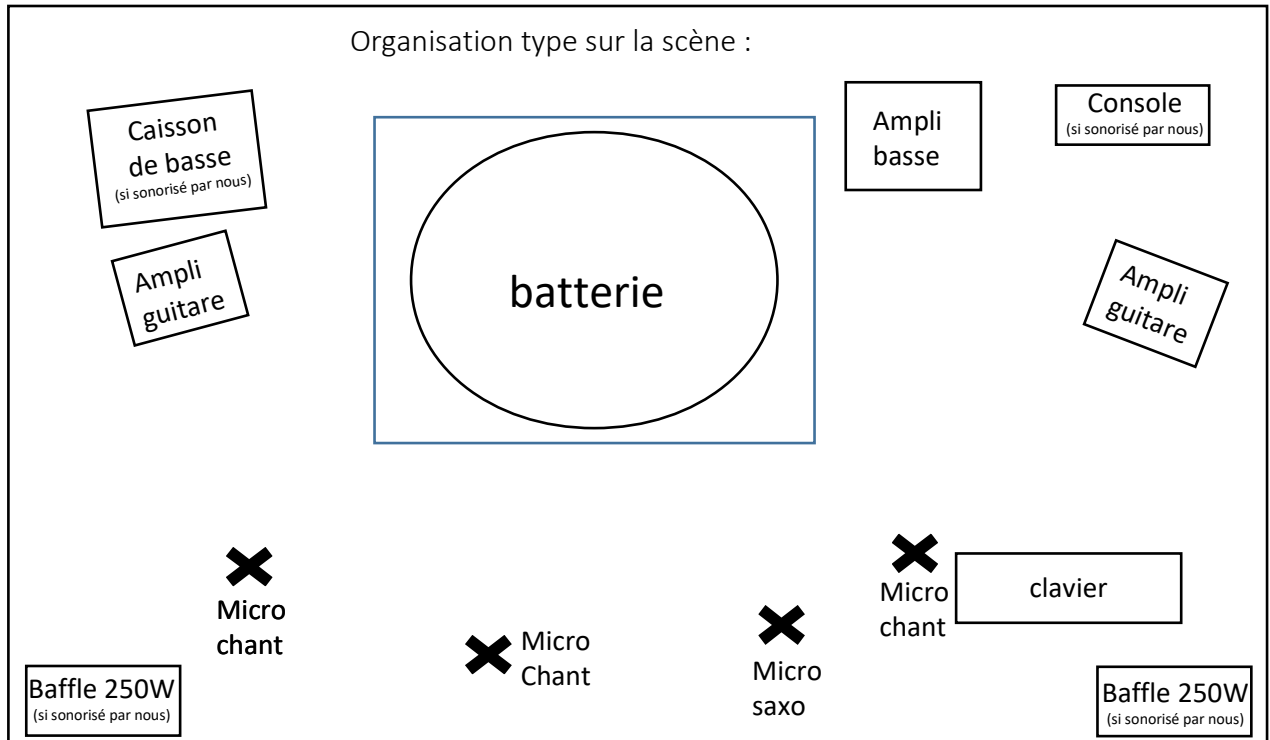 Organisation type sur la scène :
Caisson
de basse
(si sonorisé par nous)
Ampli
basse
Console
(si sonorisé par nous)
Ampli
guitare
batterie
Ampli
guitare
Micro
chant
Micro
Chant
Micro
saxo
Micro
chant
clavier
Baffle 250W
(si sonorisé par nous)
Baffle 250W
(si sonorisé par nous)